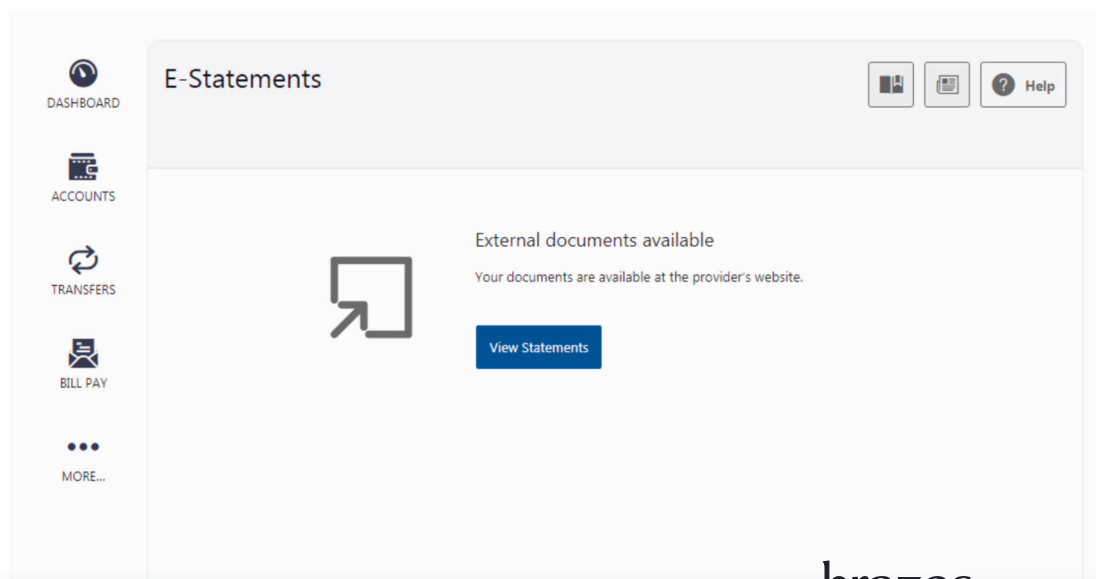 DASHBOARD
E-Statements
? Help
ACCOUNTS
External documents available
Your documents are available at the provider's website.
TRANSFERS
View Statements
BILL PAY
MORE...
brazos